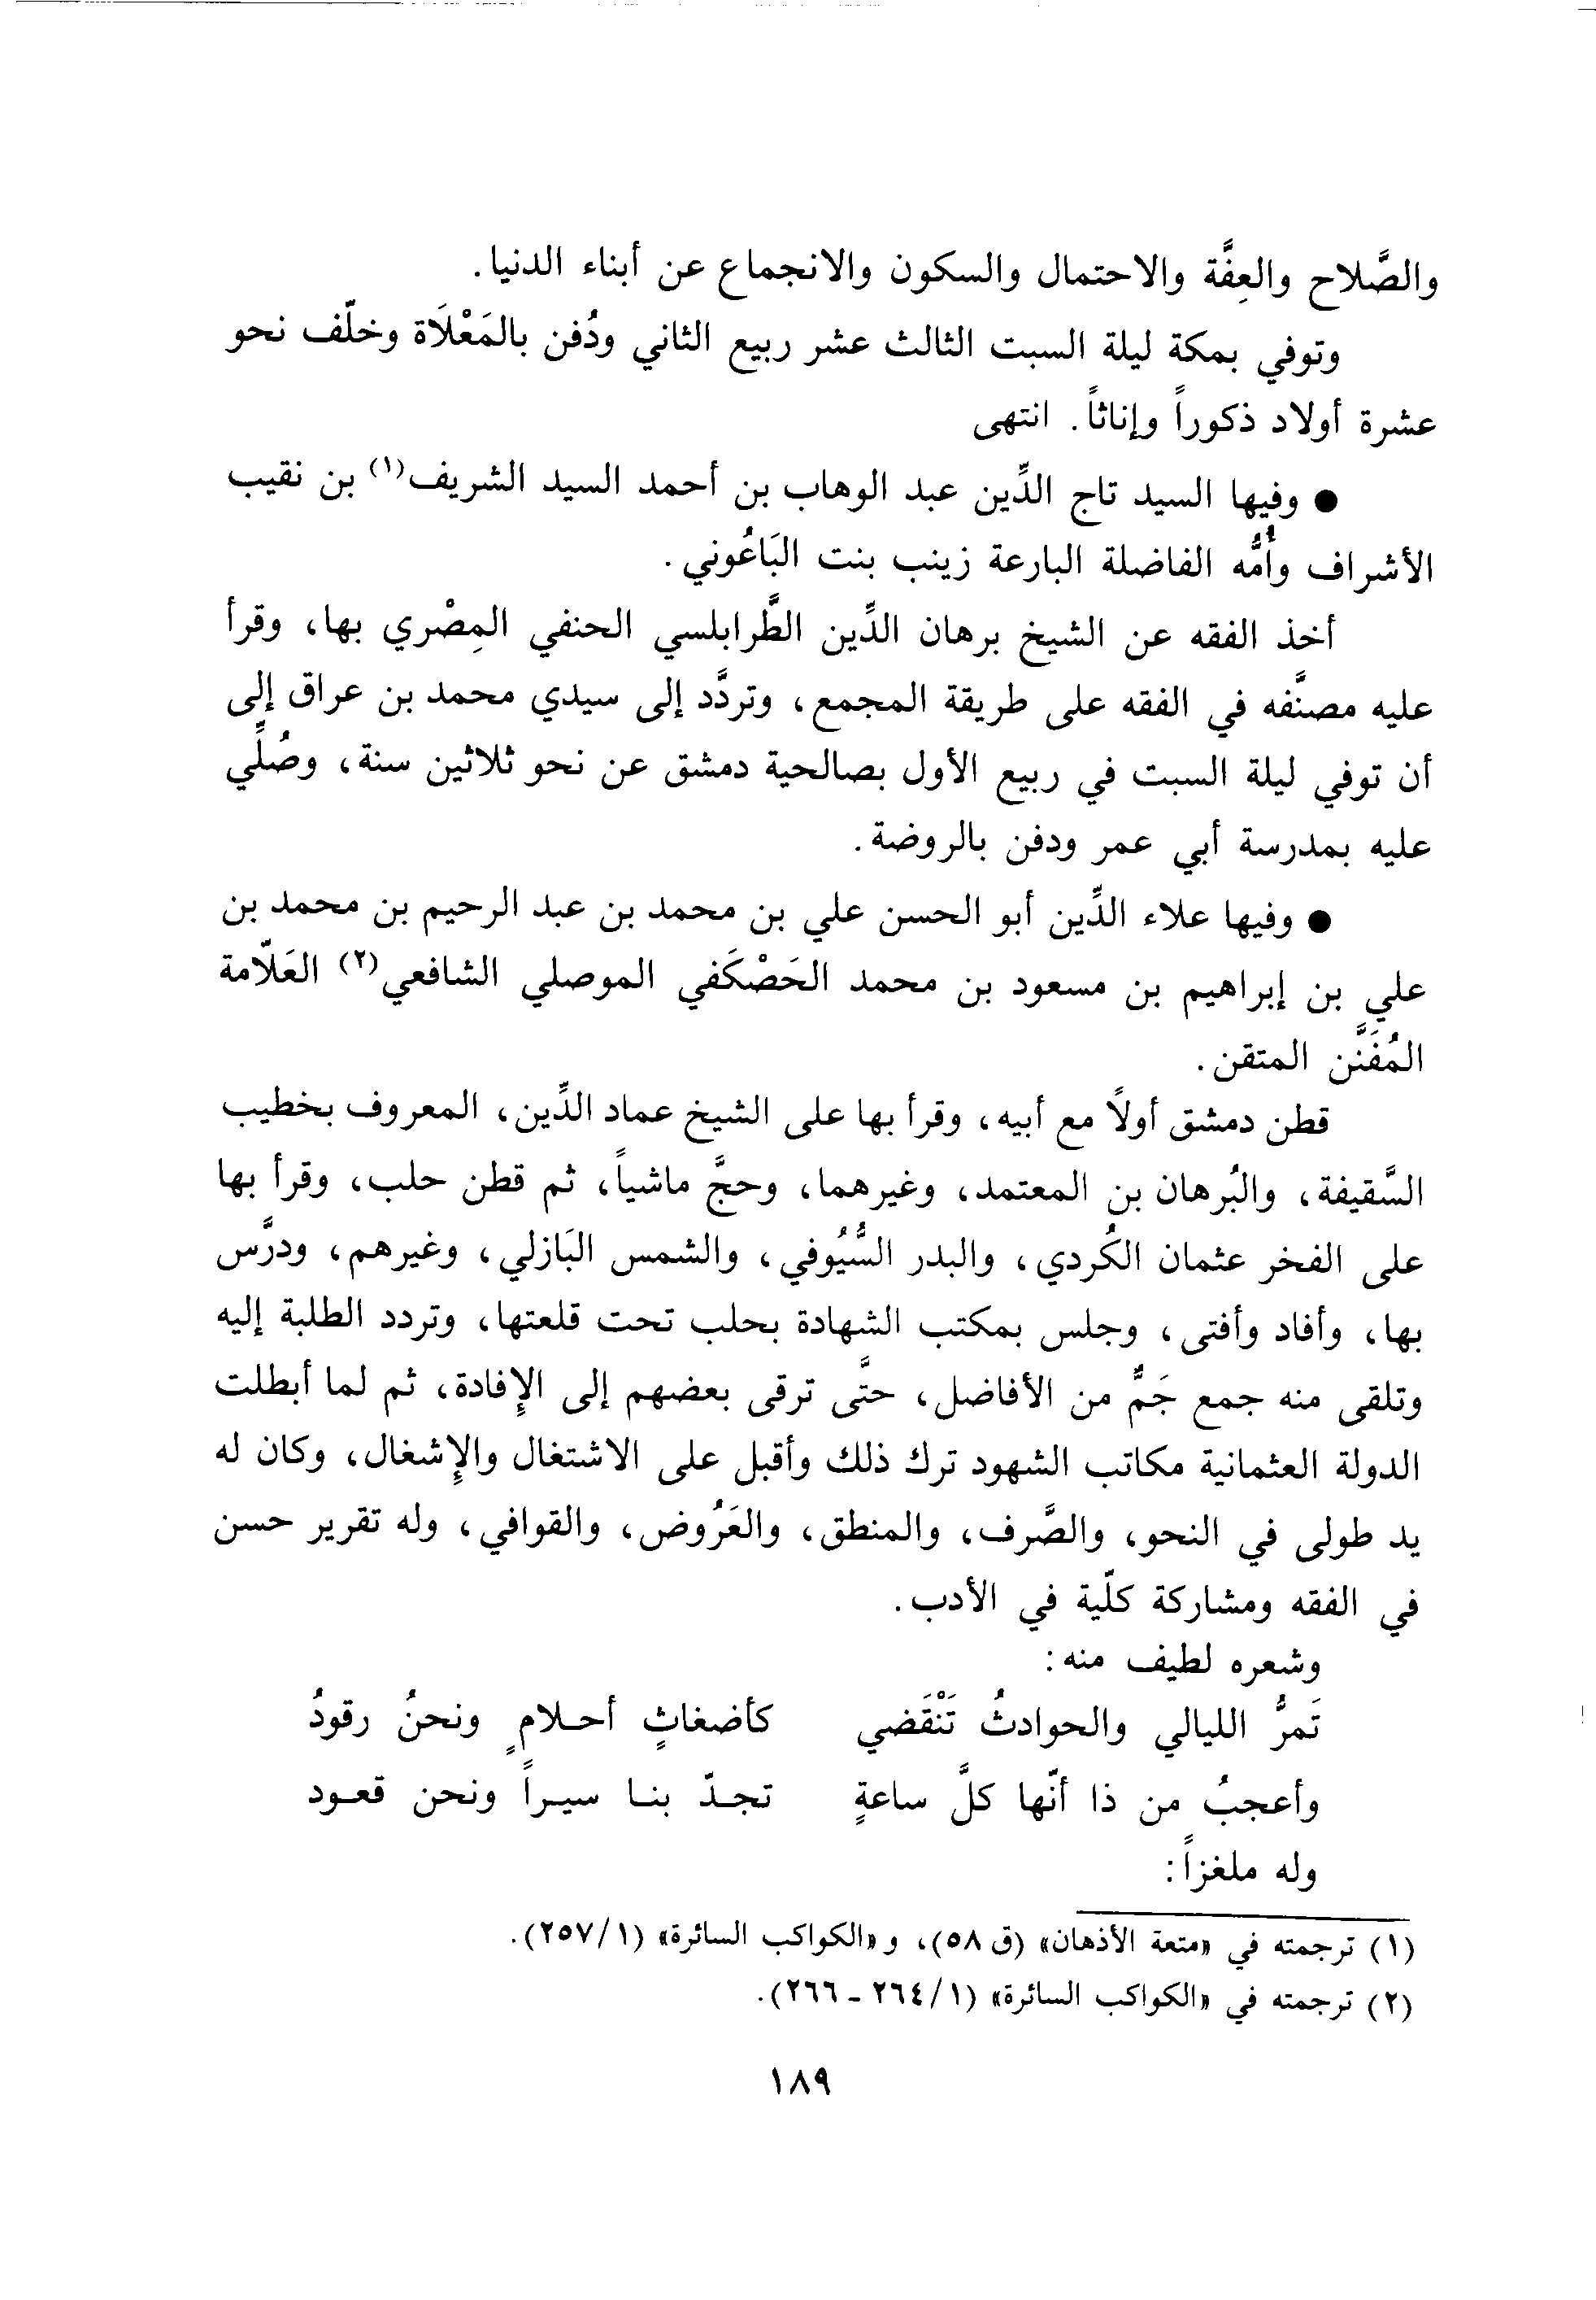 والصَّلاح والعِفَّة والاحتمال والسكون والانجماع عن أبناء الدنيا.
وتوفي بمكة ليلة السبت الثالث عشر ربيع الثاني ودُفن بالمَعْلَاة وخلّف نحو
عشرة أولاد ذكوراً وإناثاً. انتهى
● وفيها السيد تاج الدِّين عبد الوهاب بن أحمد السيد الشريف(١) بن نقيب
الأشراف وأُمُّه الفاضلة البارعة زينب بنت البَاعُوني.
أخذ الفقه عن الشيخ برهان الدِّين الطَّرابلسي الحنفي المِصْري بها، وقرأ
عليه مصنَّفه في الفقه على طريقة المجمع، وتردَّد إلى سيدي محمد بن عراق إلى
أن توفي ليلة السبت في ربيع الأول بصالحية دمشق عن نحو ثلاثين سنة، وصُلِّي
عليه بمدرسة أبي عمر ودفن بالروضة.
● وفيها علاء الدِّين أبو الحسن علي بن محمد بن عبد الرحيم بن محمد بن
علي بن إبراهيم بن مسعود بن محمد الحَصْكَفي الموصلي الشافعي(٢) العَلّامة
المُفَنَّن المتقن.
قطن دمشق أولاً مع أبيه، وقرأ بها على الشيخ عماد الدِّين، المعروف بخطيب
السَّقيفة، والبُرهان بن المعتمد، وغيرهما، وحجَّ ماشياً، ثم قطن حلب، وقرأ بها
على الفخر عثمان الكُردي، والبدر السُّيُوفي، والشمس البَازلي، وغيرهم، ودرَّس
بها، وأفاد وأفتى، وجلس بمكتب الشهادة بحلب تحت قلعتها، وتردد الطلبة إليه
وتلقى منه جمع جَمٌّ من الأفاضل، حتَّى ترقى بعضهم إلى الإفادة، ثم لما أبطلت
الدولة العثمانية مكاتب الشهود ترك ذلك وأقبل على الاشتغال والإشغال، وكان له
يد طولى في النحو، والصَّرف، والمنطق، والعَرُوض، والقوافي، وله تقرير حسن
في الفقه ومشاركة كلّية في الأدب.
وشعره لطيف منه:
تَمرُّ الليالي والحوادثُ تَنْقَضي كأضغاثِ أحـلامٍ ونحنُ رقودُ
وأعجبُ من ذا أنّها كلَّ ساعةٍ تجـدّ بنـا سيـراً ونحن قعـود
وله ملغزاً:
(١) ترجمته في «متعة الأذهان» (ق ٥٨)، و «الكواكب السائرة» (٢٥٧/١).
(٢) ترجمته في «الكواكب السائرة» (٢٦٤/١ - ٢٦٦).
١٨٩